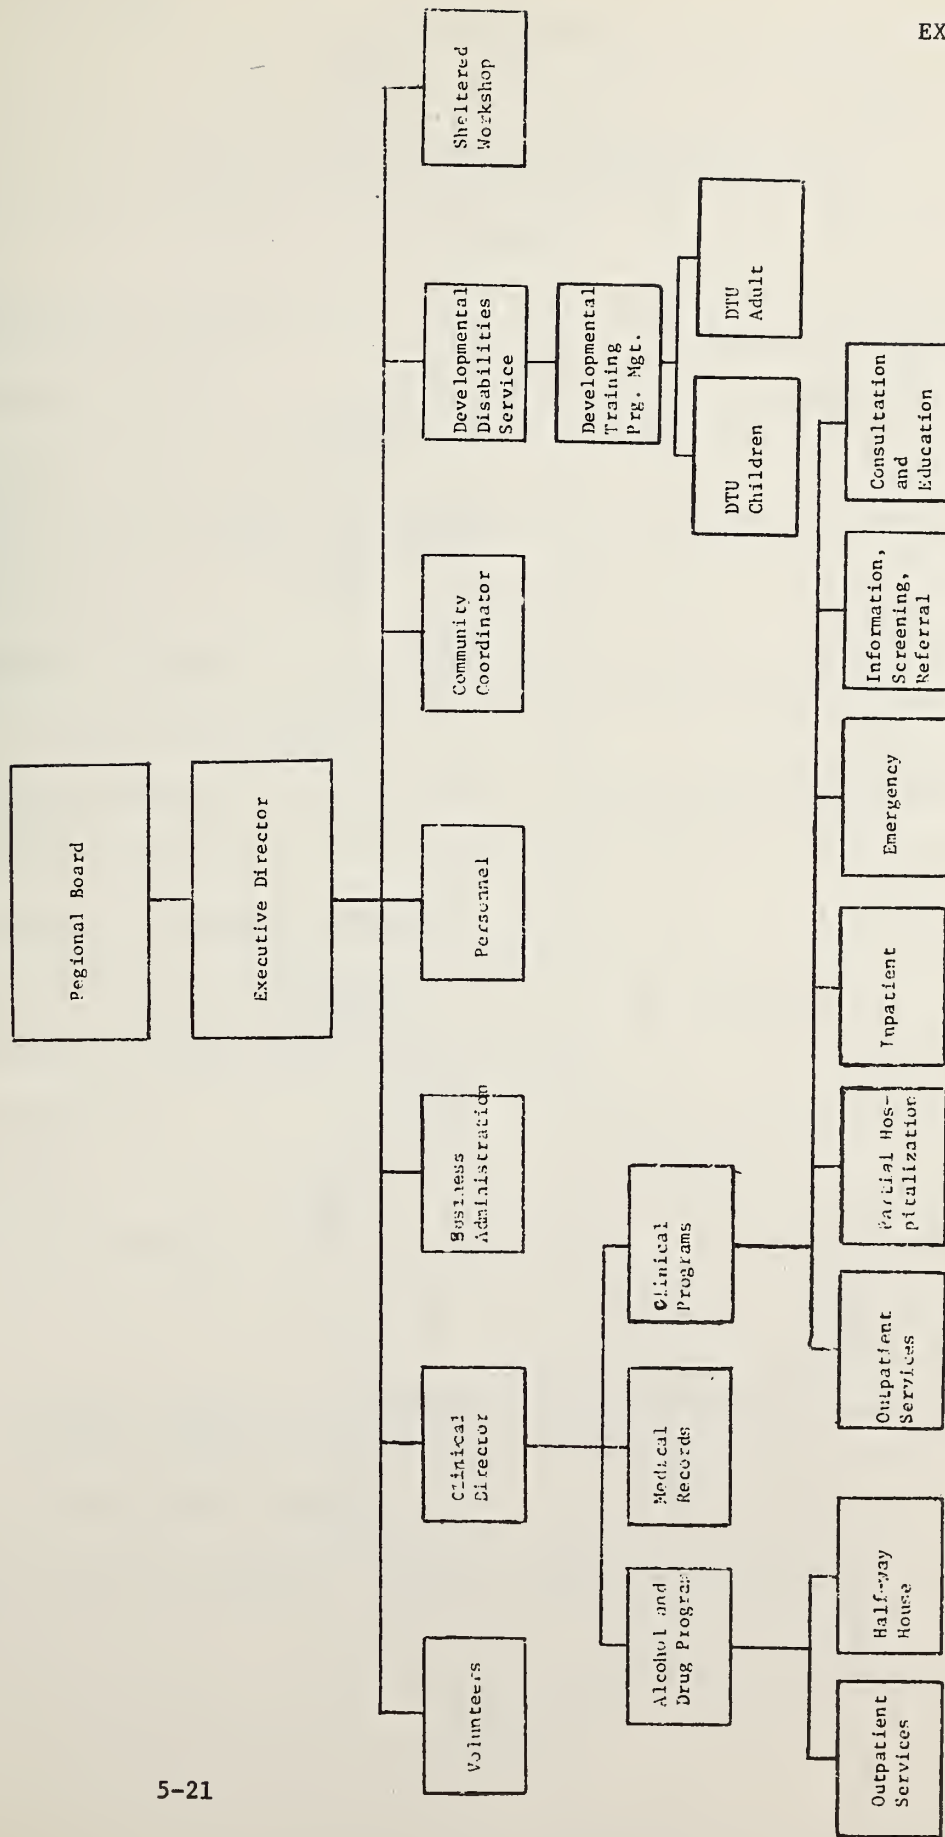 EX
Regional Board
Executive Director
Volunteers
Clinical
Director
Business
Administration
Personnel
Community
Coordinator
Developmental
Disabilities
Service
Sheltered
Workshop
Alcohol and
Drug Program
Medical
Records
Clinical
Programs
Developmental
Training
Prg. Mgt.
DTU
Children
DTU
Adult
Outpatient
Services
Half-way
House
Outpatient
Services
Partial Hos-
pitalization
Inpatient
Emergency
Information,
Screening,
Referral
Consultation
and
Education
5-21